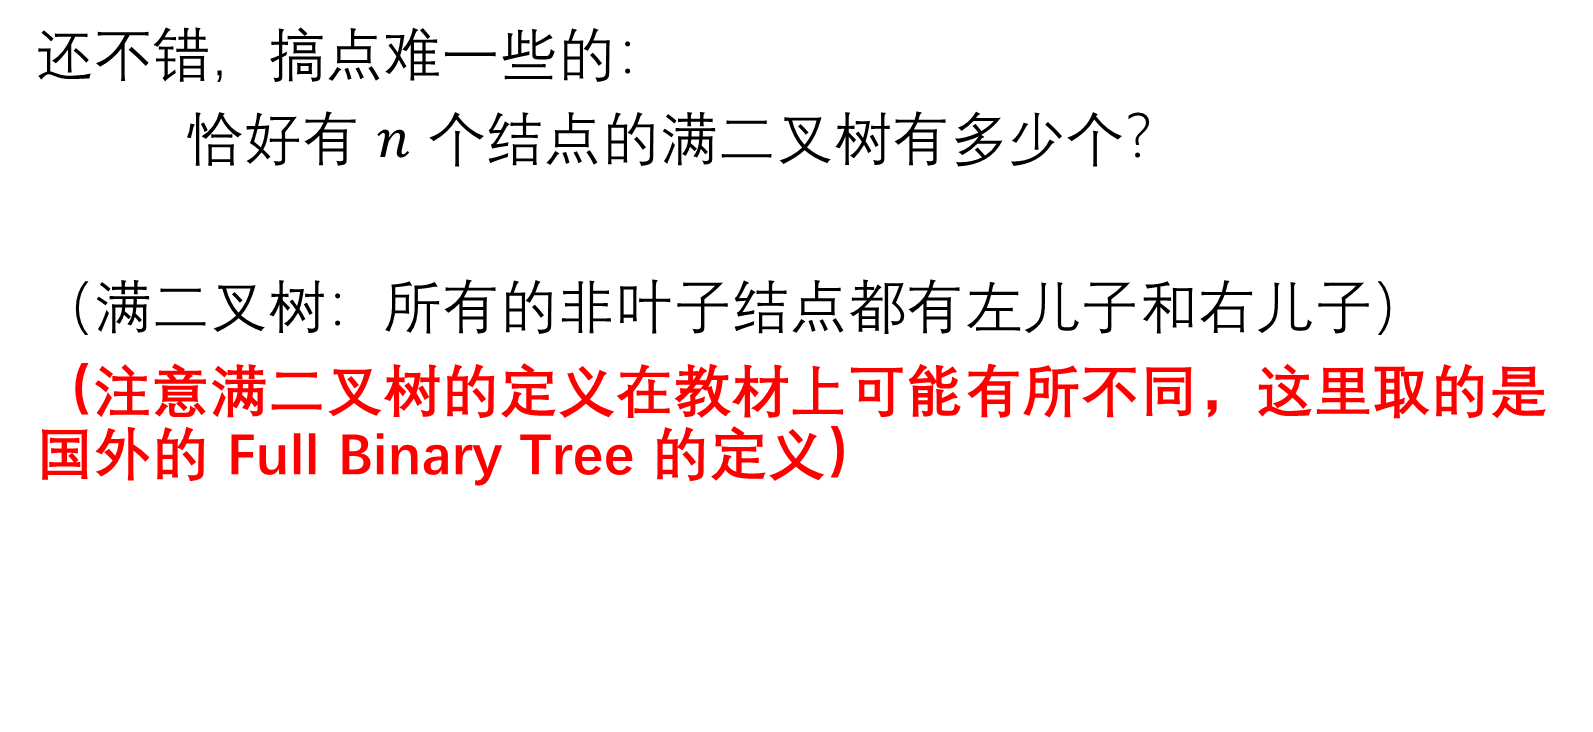 还不错，搞点难一些的：
恰好有 n 个结点的满二叉树有多少个？
（满二叉树：所有的非叶子结点都有左儿子和右儿子）
（注意满二叉树的定义在教材上可能有所不同，这里取的是
国外的 Full Binary Tree 的定义）